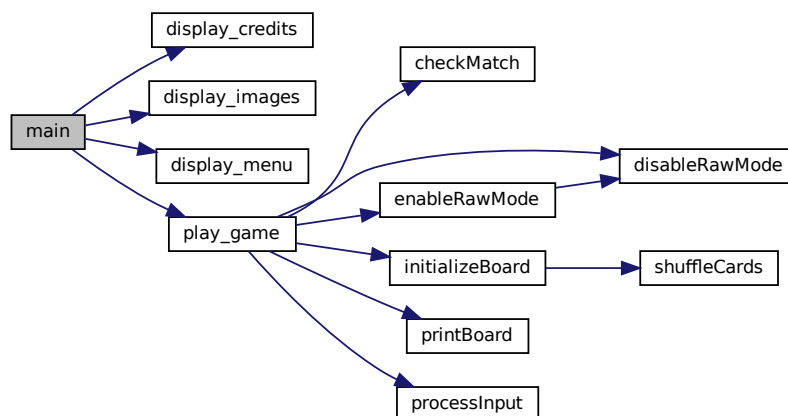 main
display_credits
display_images
display_menu
play_game
checkMatch
disableRawMode
enableRawMode
initializeBoard
shuffleCards
printBoard
processInput